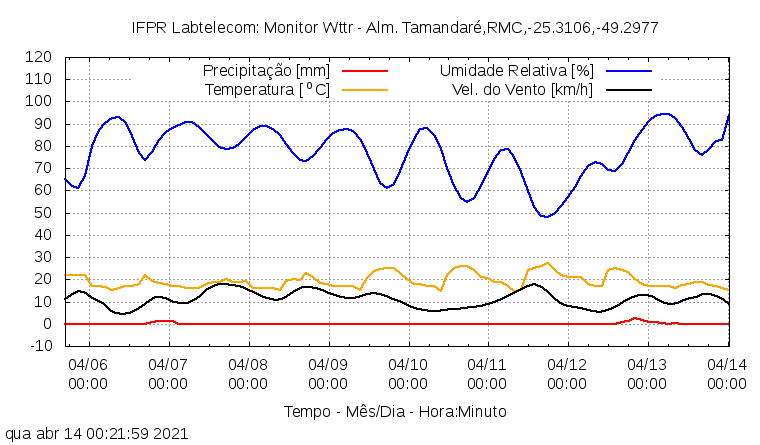 IFPR Labtelecom: Monitor Wttr - Alm. Tamandaré,RMC,-25.3106,-49.2977
Precipitação [mm]
Temperatura [⁰C]
Umidade Relativa [%]
Vel. do Vento [km/h]
120
110
100
90
80
70
60
50
40
30
20
10
0
-10
04/06 04/07 04/08 04/09 04/10 04/11 04/12 04/13 04/14
00:00 00:00 00:00 00:00 00:00 00:00 00:00 00:00 00:00
Tempo - Mês/Dia - Hora:Minuto
qua abr 14 00:21:59 2021